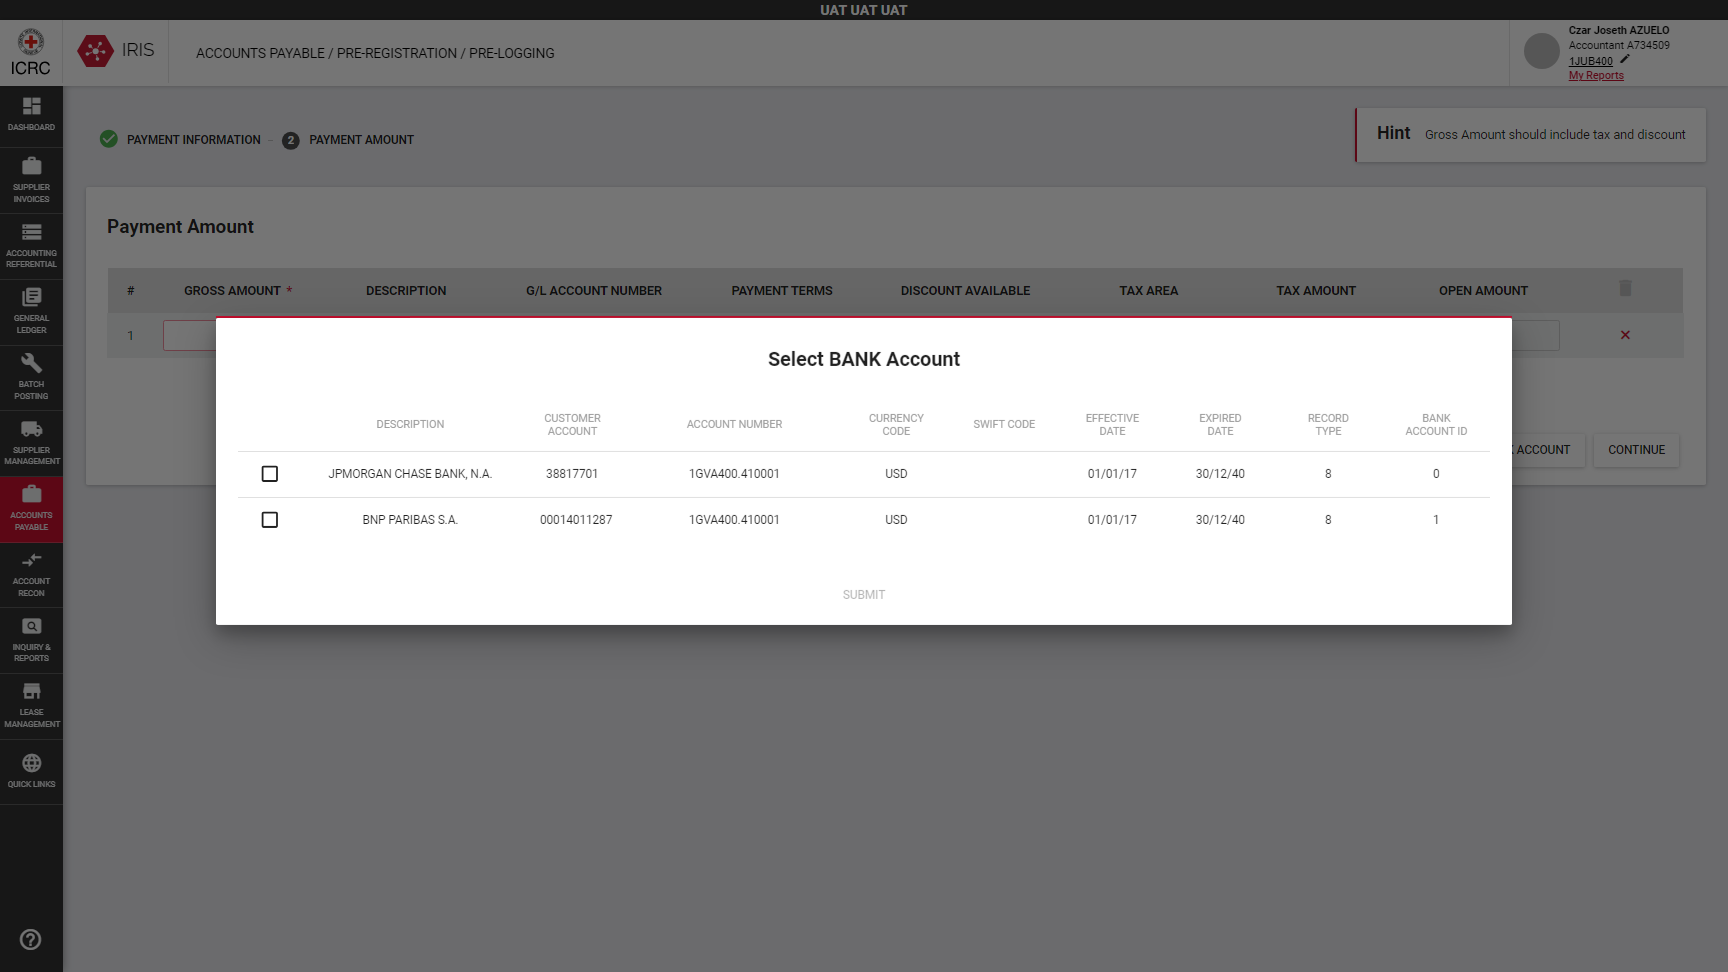 UAT UAT UAT
ICRC
IRIS
ACCOUNTS PAYABLE / PRE-REGISTRATION / PRE-LOGGING
Czar Joseth AZUELO
Accountant A734509
1JUB400
My Reports
DASHBOARD
SUPPLIER
INVOICES
ACCOUNTING
REFERENTIAL
GENERAL
LEDGER
BATCH
POSTING
SUPPLIER
MANAGEMENT
ACCOUNTS
PAYABLE
ACCOUNT
RECON
INQUIRY &
REPORTS
LEASE
MANAGEMENT
QUICK LINKS
PAYMENT INFORMATION
2 PAYMENT AMOUNT
Hint Gross Amount should include tax and discount
Payment Amount
# GROSS AMOUNT * DESCRIPTION G/L ACCOUNT NUMBER PAYMENT TERMS DISCOUNT AVAILABLE TAX AREA TAX AMOUNT OPEN AMOUNT
1
Select BANK Account
DESCRIPTION CUSTOMER ACCOUNT ACCOUNT NUMBER CURRENCY CODE SWIFT CODE EFFECTIVE DATE EXPIRED DATE RECORD TYPE BANK ACCOUNT ID
JPMORGAN CHASE BANK, N.A. 38817701 1GVA400.410001 USD 01/01/17 30/12/40 8 0
BNP PARIBAS S.A. 00014011287 1GVA400.410001 USD 01/01/17 30/12/40 8 1
SUBMIT
ACCOUNT
CONTINUE